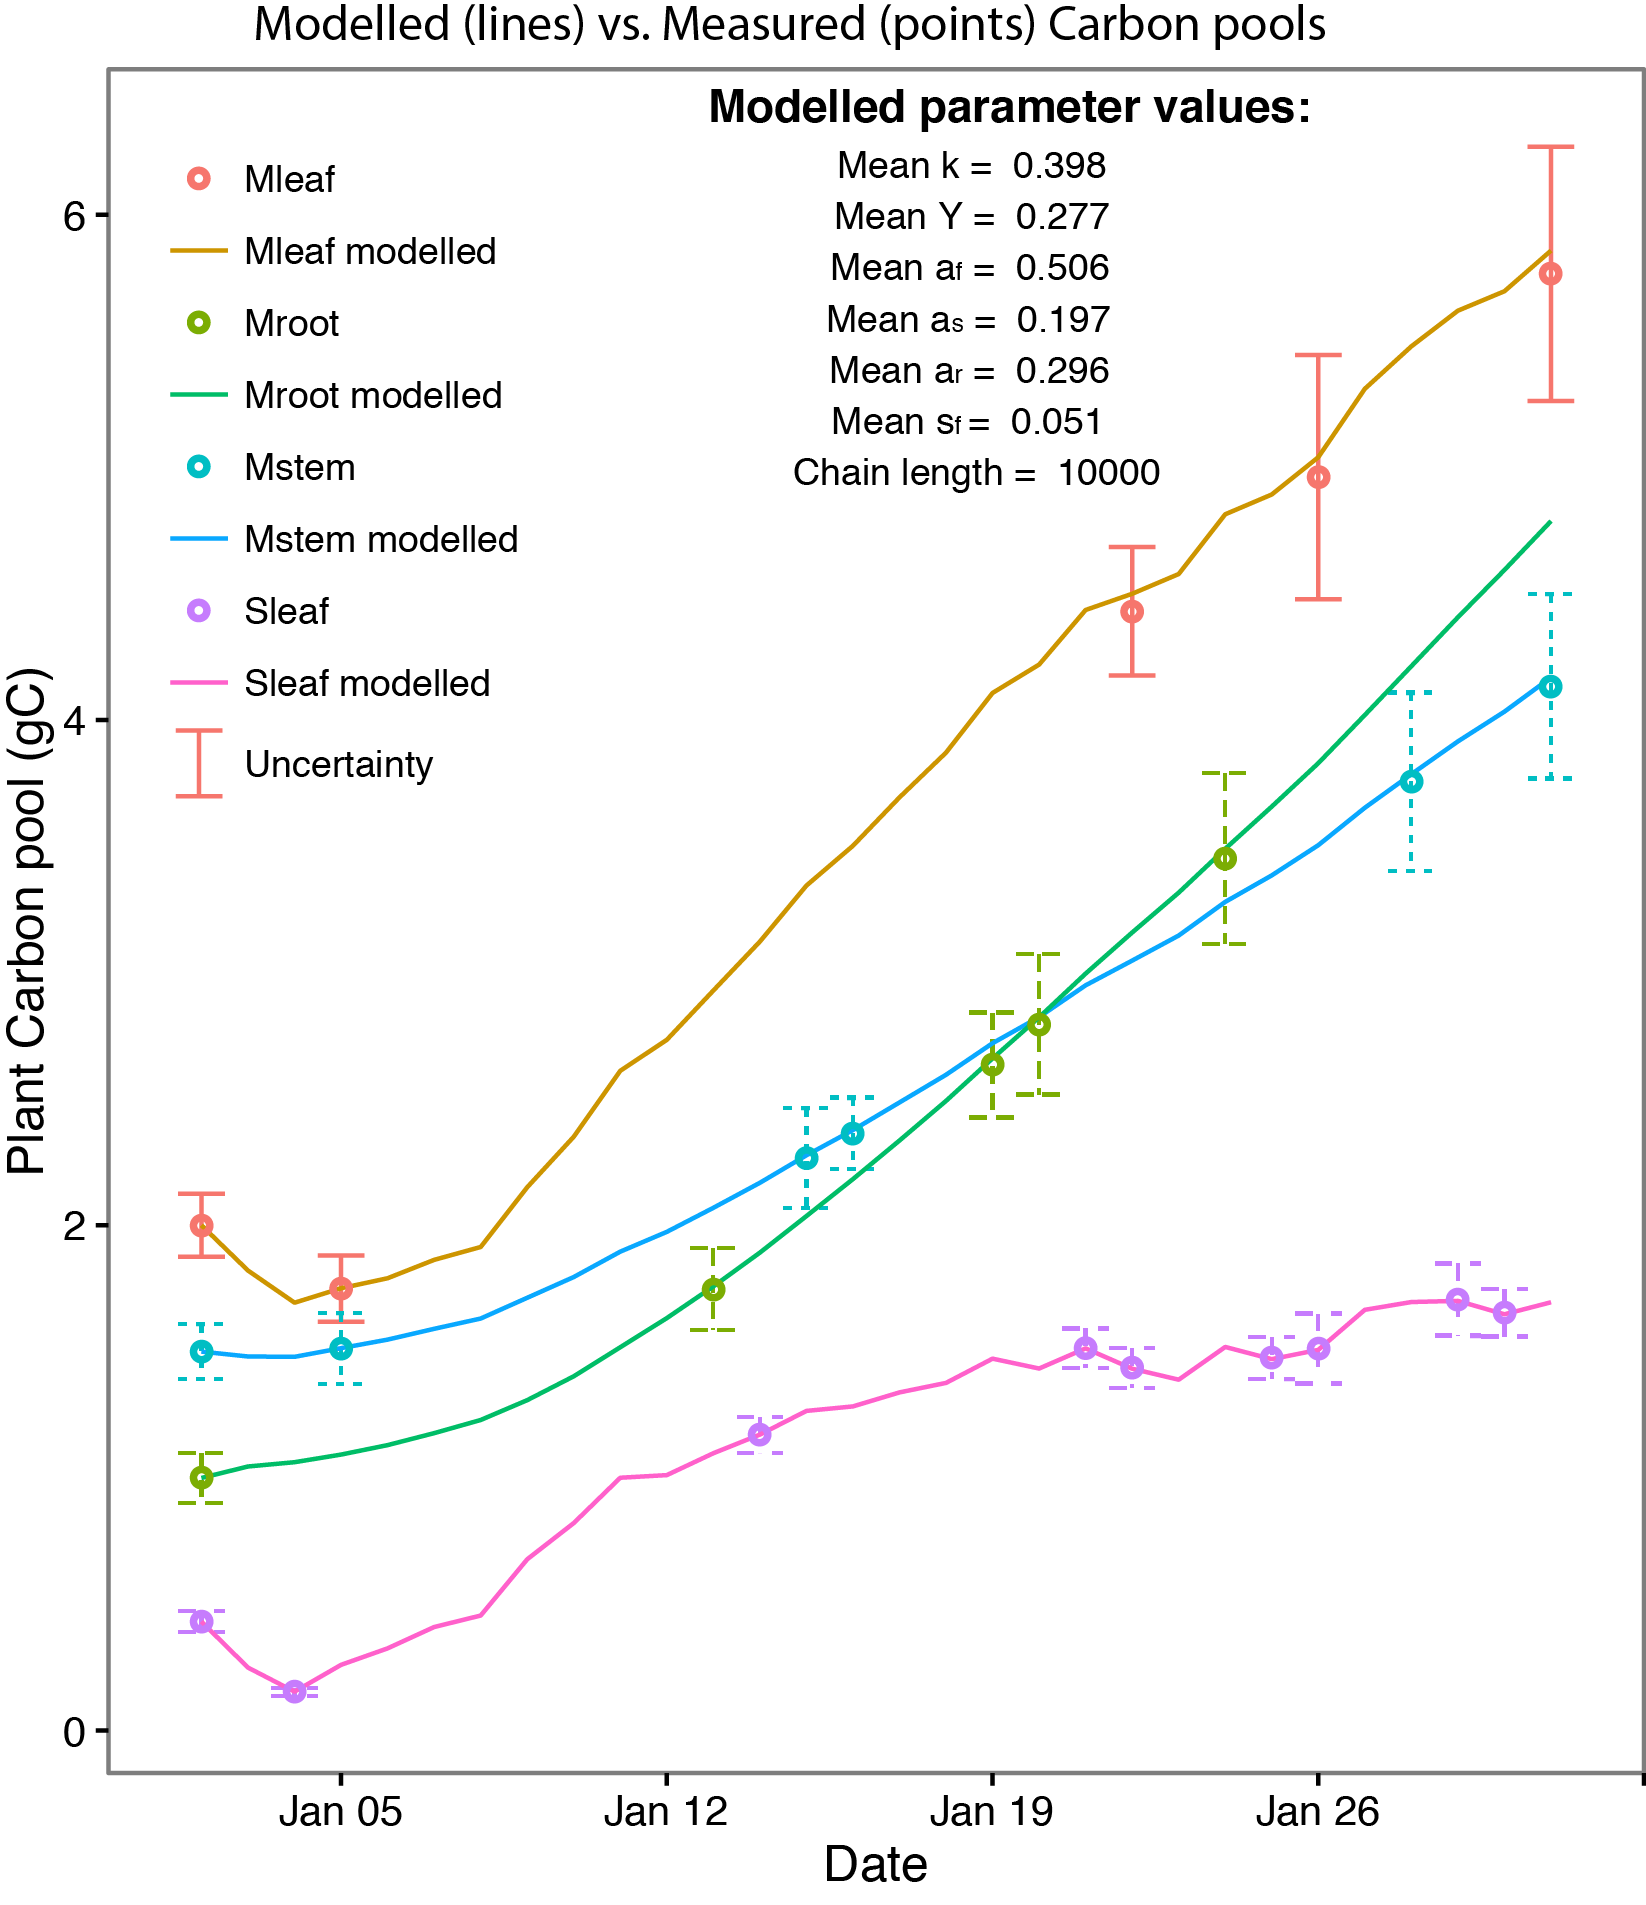 Modelled (lines) vs. Measured (points) Carbon pools
Modelled parameter values:
Mean k = 0.398
Mean Y = 0.277
Mean af = 0.506
Mean as = 0.197
Mean ar = 0.296
Mean sf = 0.051
Chain length = 10000
Mleaf
Mleaf modelled
Mroot
Mroot modelled
Mstem
Mstem modelled
Sleaf
Sleaf modelled
Uncertainty
Plant Carbon pool (gC)
6
4
2
0
Jan 05 Jan 12 Jan 19 Jan 26
Date